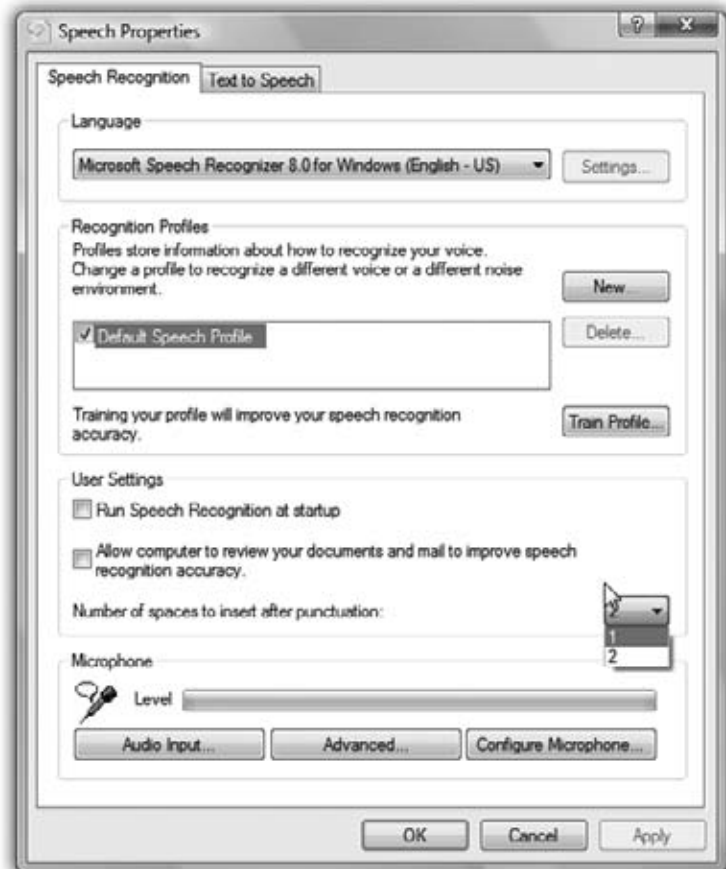 Speech Properties
?
Speech Recognition
Text to Speech
Language
Microsoft Speech Recognizer 8.0 for Windows (English - US)
Settings...
Recognition Profiles
Profiles store information about how to recognize your voice.
Change a profile to recognize a different voice or a different noise
environment.
New...
Default Speech Profile
Delete...
Training your profile will improve your speech recognition
accuracy.
Train Profile...
User Settings
Run Speech Recognition at startup
Allow computer to review your documents and mail to improve speech
recognition accuracy.
Number of spaces to insert after punctuation:
2
1
2
Microphone
Level
Audio Input...
Advanced...
Configure Microphone...
OK
Cancel
Apply